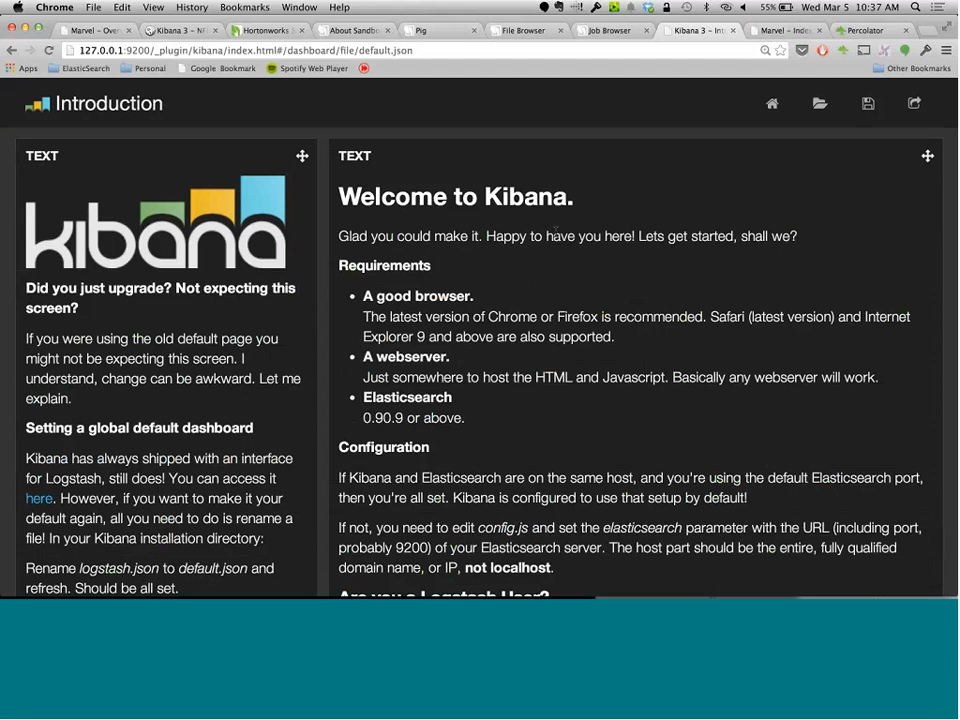 Chrome File Edit View History Bookmarks Window Help 55% Wed Mar 5 10:37 AM
Marvel – Over Kibana 3 – NF Hortonworks About Sandbo Pig File Browser Job Browser Kibana 3 – Int Marvel – Inde Percolator
127.0.0.1:9200/_plugin/kibana/index.html#/dashboard/file/default.json
Apps ElasticSearch Personal Google Bookmark Spotify Web Player Other Bookmarks
Introduction
TEXT
kibana
Did you just upgrade? Not expecting this
screen?
If you were using the old default page you
might not be expecting this screen. I
understand, change can be awkward. Let me
explain.
Setting a global default dashboard
Kibana has always shipped with an interface
for Logstash, still does! You can access it
here. However, if you want to make it your
default again, all you need to do is rename a
file! In your Kibana installation directory:
Rename logstash.json to default.json and
refresh. Should be all set.
TEXT
Welcome to Kibana.
Glad you could make it. Happy to have you here! Lets get started, shall we?
Requirements
• A good browser.
The latest version of Chrome or Firefox is recommended. Safari (latest version) and Internet
Explorer 9 and above are also supported.
• A webserver.
Just somewhere to host the HTML and Javascript. Basically any webserver will work.
• Elasticsearch
0.90.9 or above.
Configuration
If Kibana and Elasticsearch are on the same host, and you're using the default Elasticsearch port,
then you're all set. Kibana is configured to use that setup by default!
If not, you need to edit config.js and set the elasticsearch parameter with the URL (including port,
probably 9200) of your Elasticsearch server. The host part should be the entire, fully qualified
domain name, or IP, not localhost.
Are you a Logstash User?